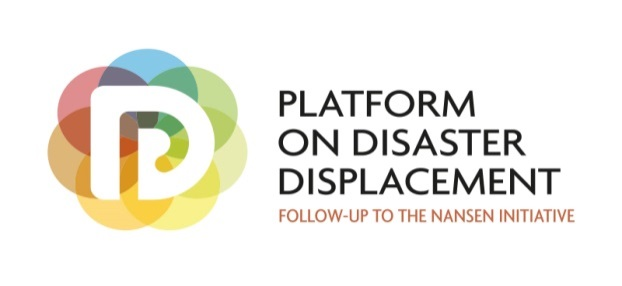 PLATFORM
ON DISASTER
DISPLACEMENT
FOLLOW-UP TO THE NANSEN INITIATIVE